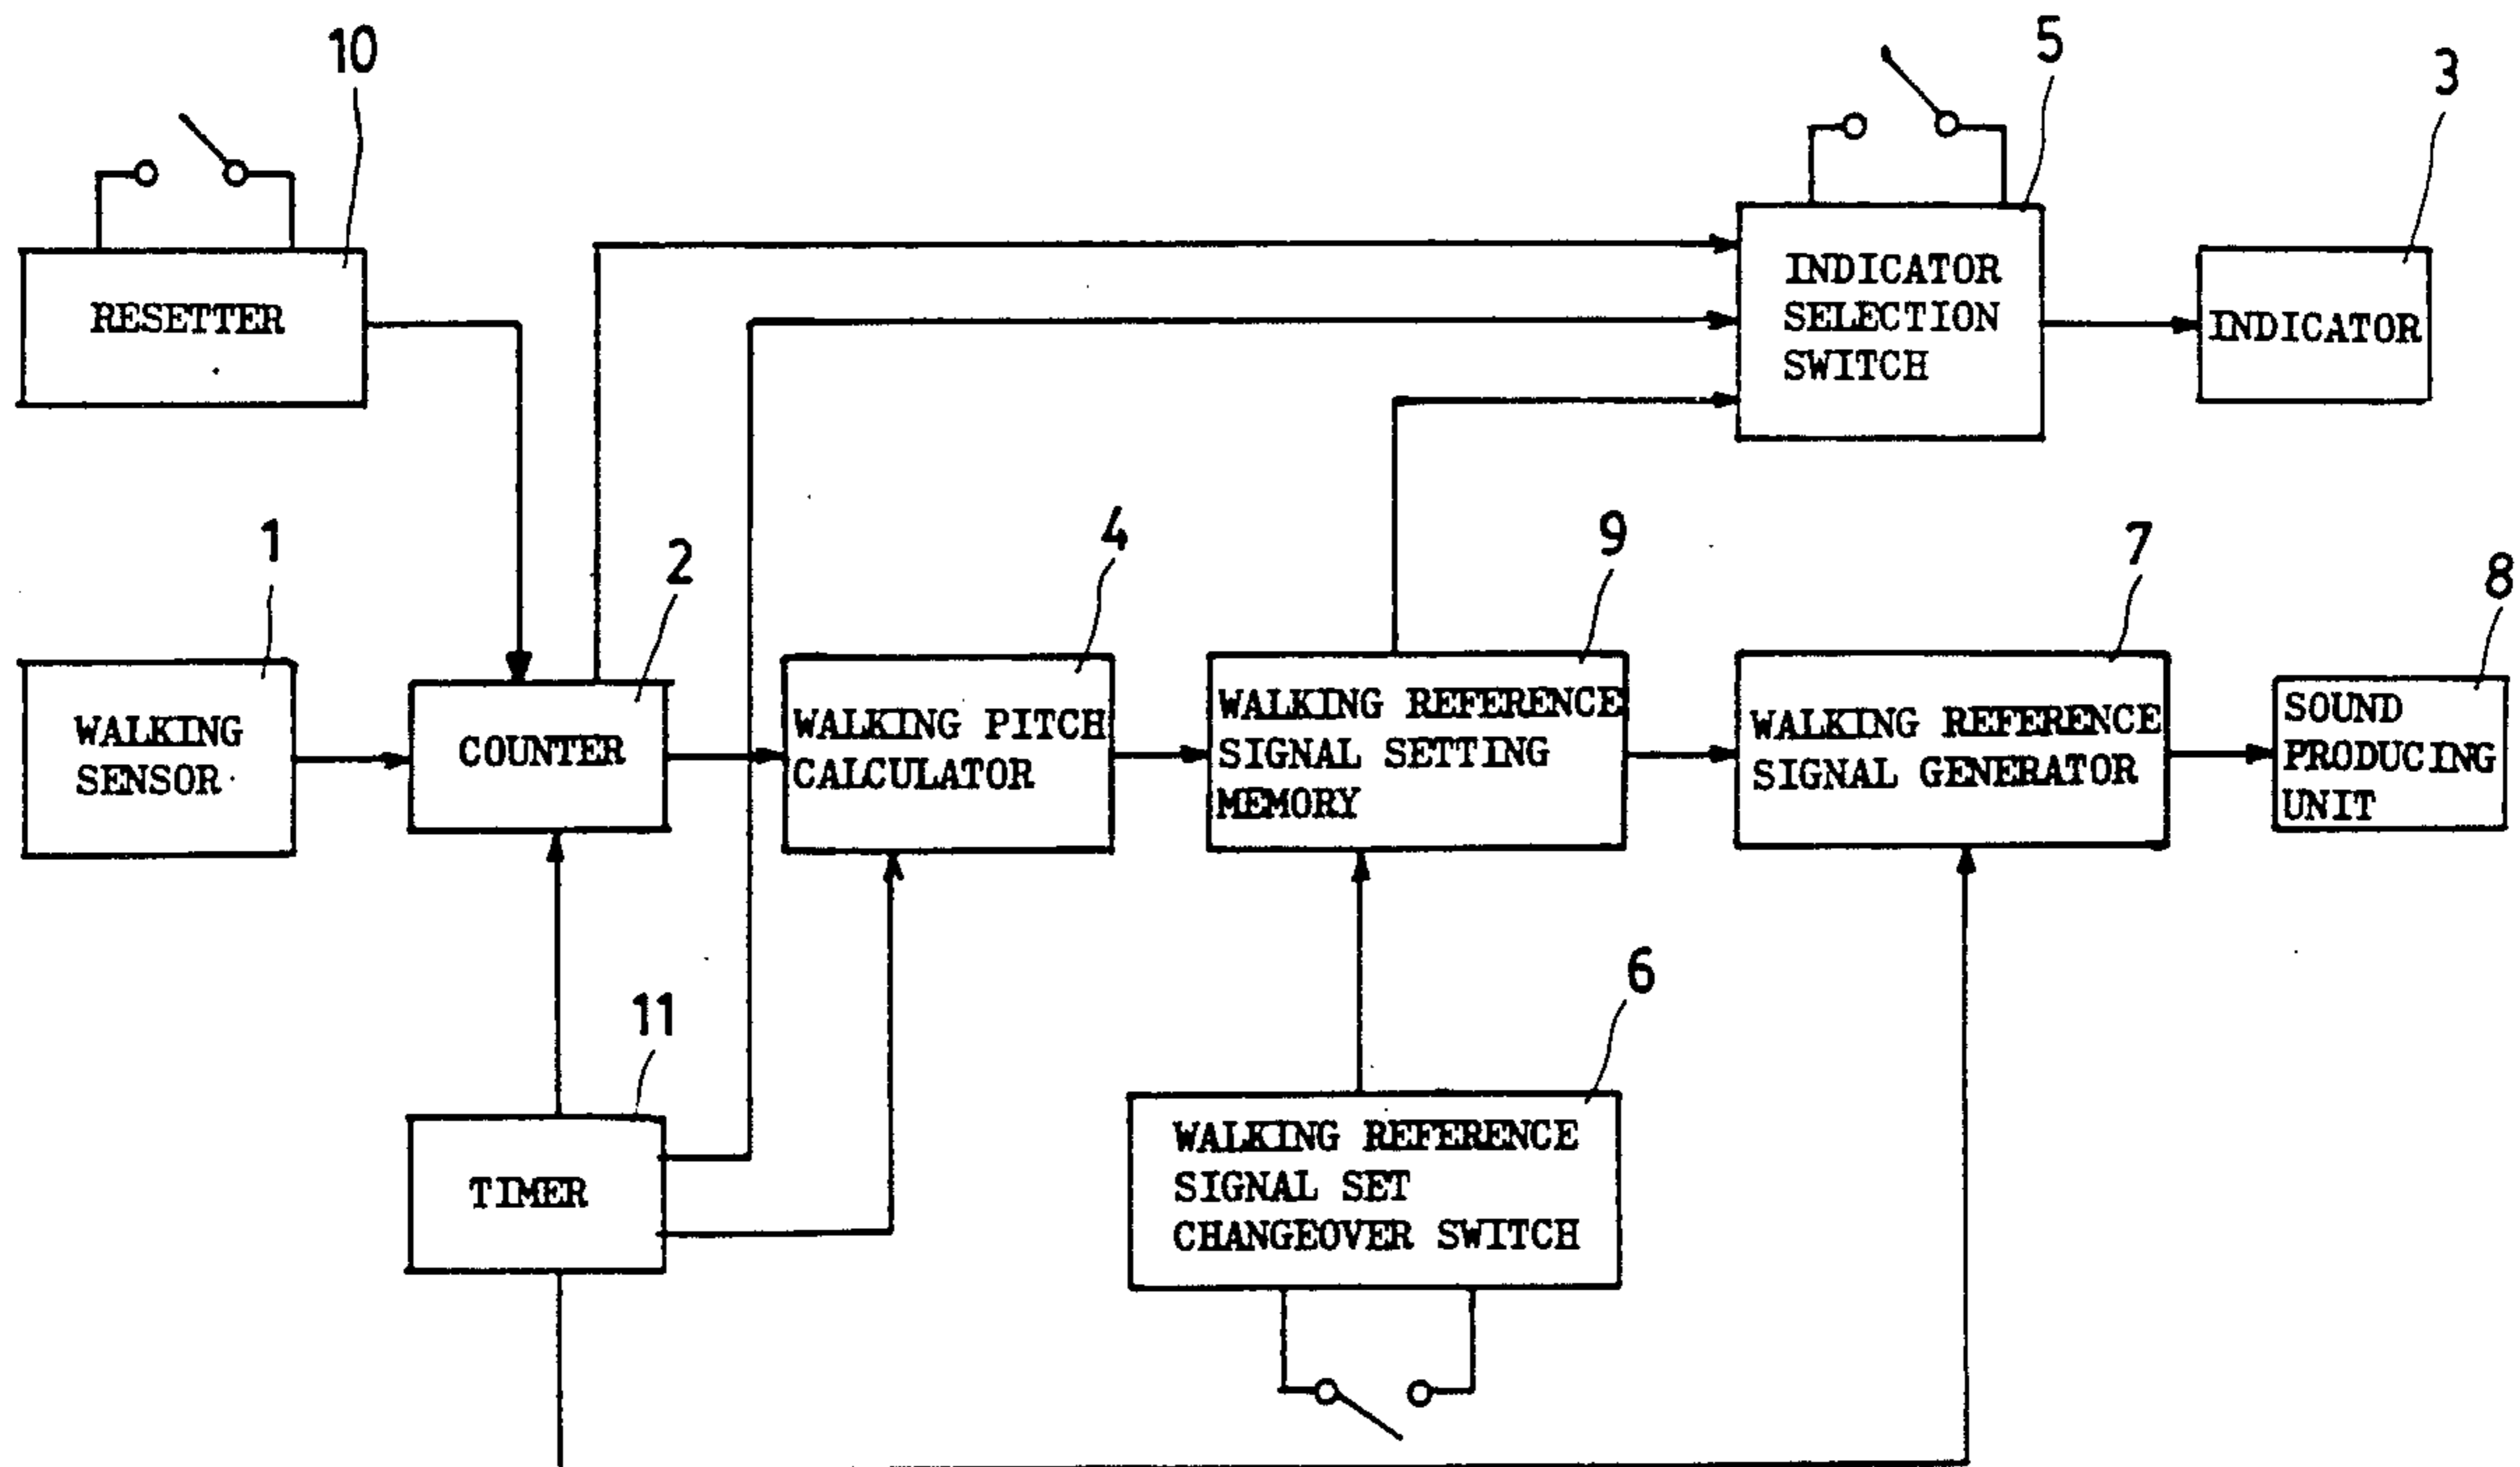 10
RESETTER
5
INDICATOR
SELECTION
SWITCH
3
INDICATOR
1
WALKING
SENSOR
2
COUNTER
4
WALKING PITCH
CALCULATOR
9
WALKING REFERENCE
SIGNAL SETTING
MEMORY
7
WALKING REFERENCE
SIGNAL GENERATOR
8
SOUND
PRODUCING
UNIT
11
TIMER
6
WALKING REFERENCE
SIGNAL SET
CHANGEOVER SWITCH